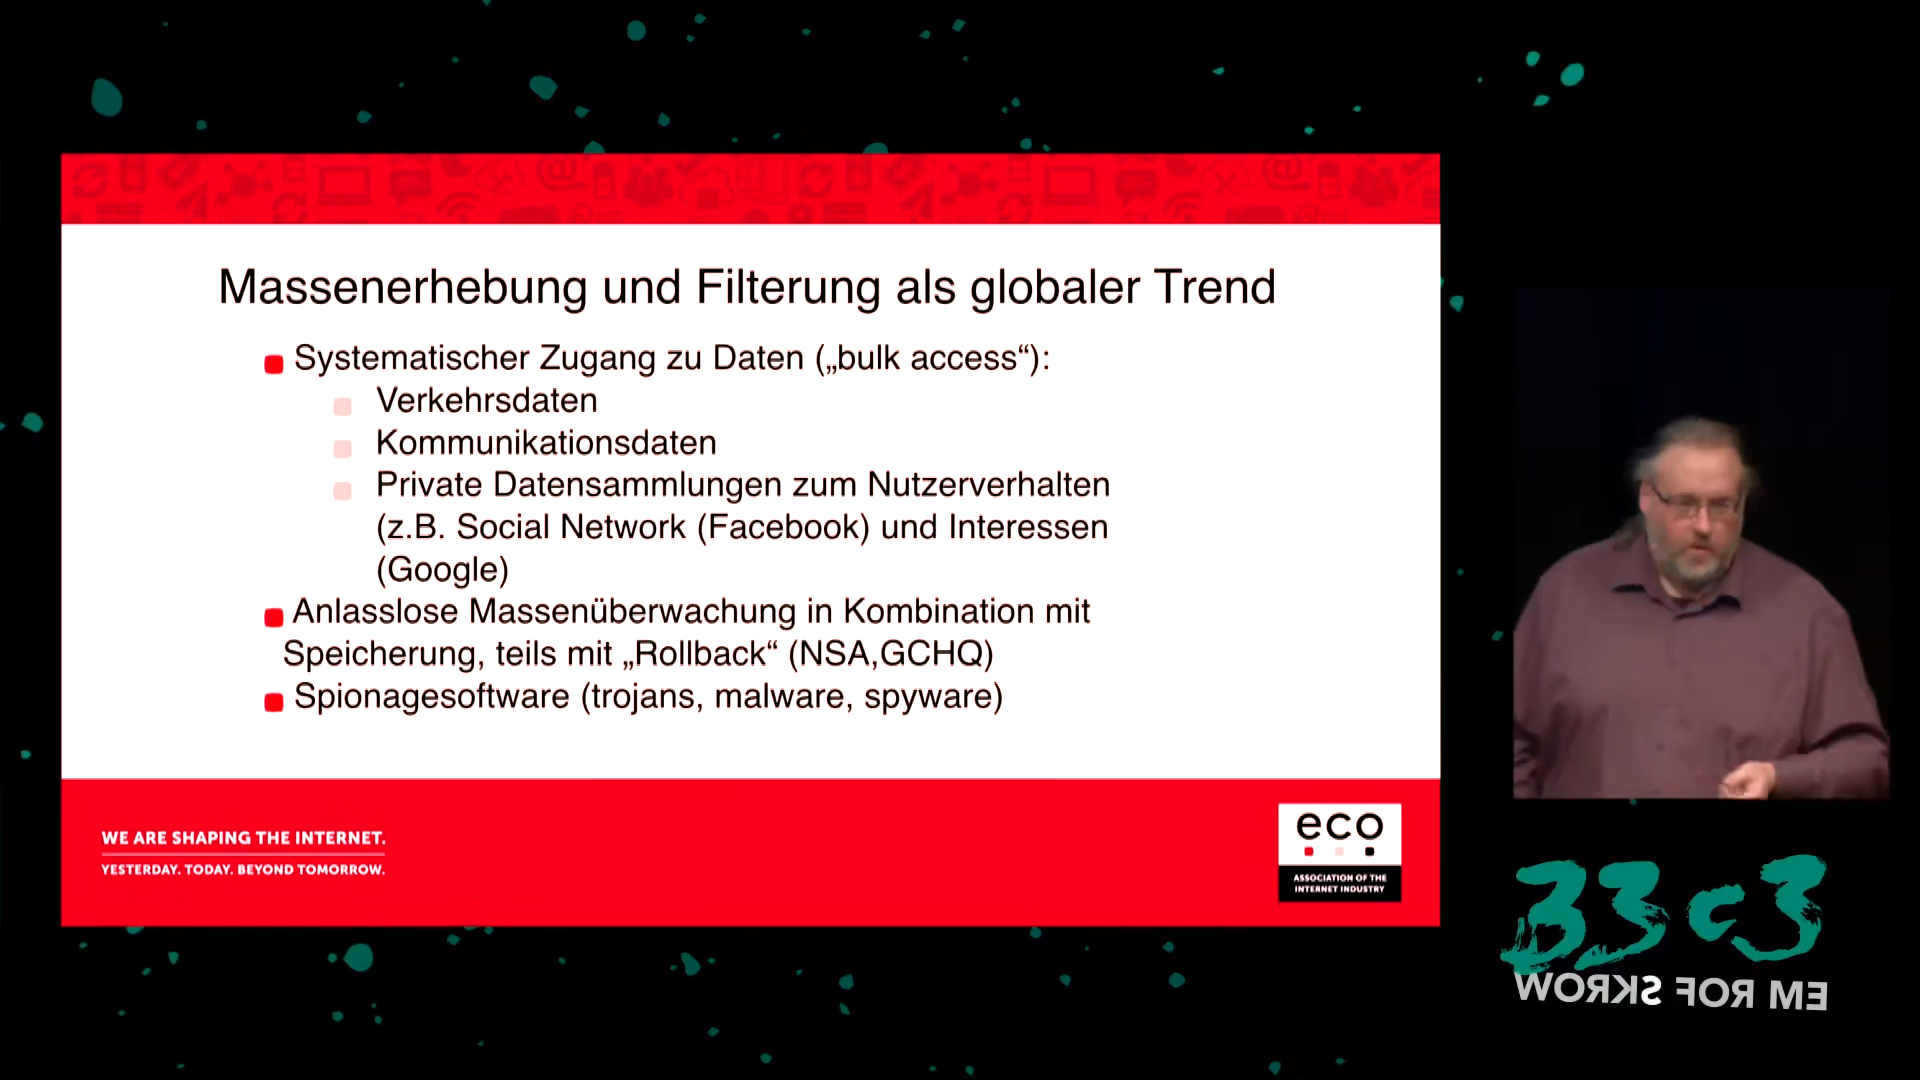 Massenerhebung und Filterung als globaler Trend
Systematischer Zugang zu Daten („bulk access“):
Verkehrsdaten
Kommunikationsdaten
Private Datensammlungen zum Nutzerverhalten
(z.B. Social Network (Facebook) und Interessen
(Google)
Anlasslose Massenüberwachung in Kombination mit
Speicherung, teils mit „Rollback“ (NSA,GCHQ)
Spionagesoftware (trojans, malware, spyware)
WE ARE SHAPING THE INTERNET.
YESTERDAY. TODAY. BEYOND TOMORROW.
eco
ASSOCIATION OF THE
INTERNET INDUSTRY
33c3
WORKS FOR ME